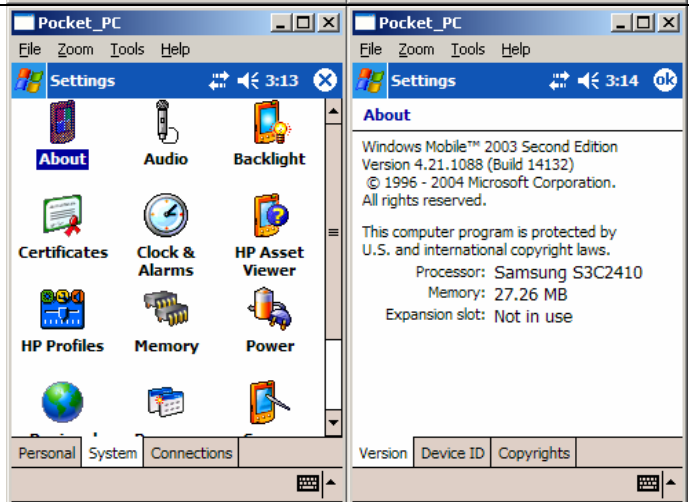 Pocket_PC
File Zoom Tools Help
Settings 3:13
About Audio Backlight
Certificates Clock & Alarms HP Asset Viewer
HP Profiles Memory Power
Personal System Connections
Pocket_PC
File Zoom Tools Help
Settings 3:14 ok
About
Windows Mobile™ 2003 Second Edition
Version 4.21.1088 (Build 14132)
© 1996 - 2004 Microsoft Corporation.
All rights reserved.
This computer program is protected by
U.S. and international copyright laws.
Processor: Samsung S3C2410
Memory: 27.26 MB
Expansion slot: Not in use
Version Device ID Copyrights